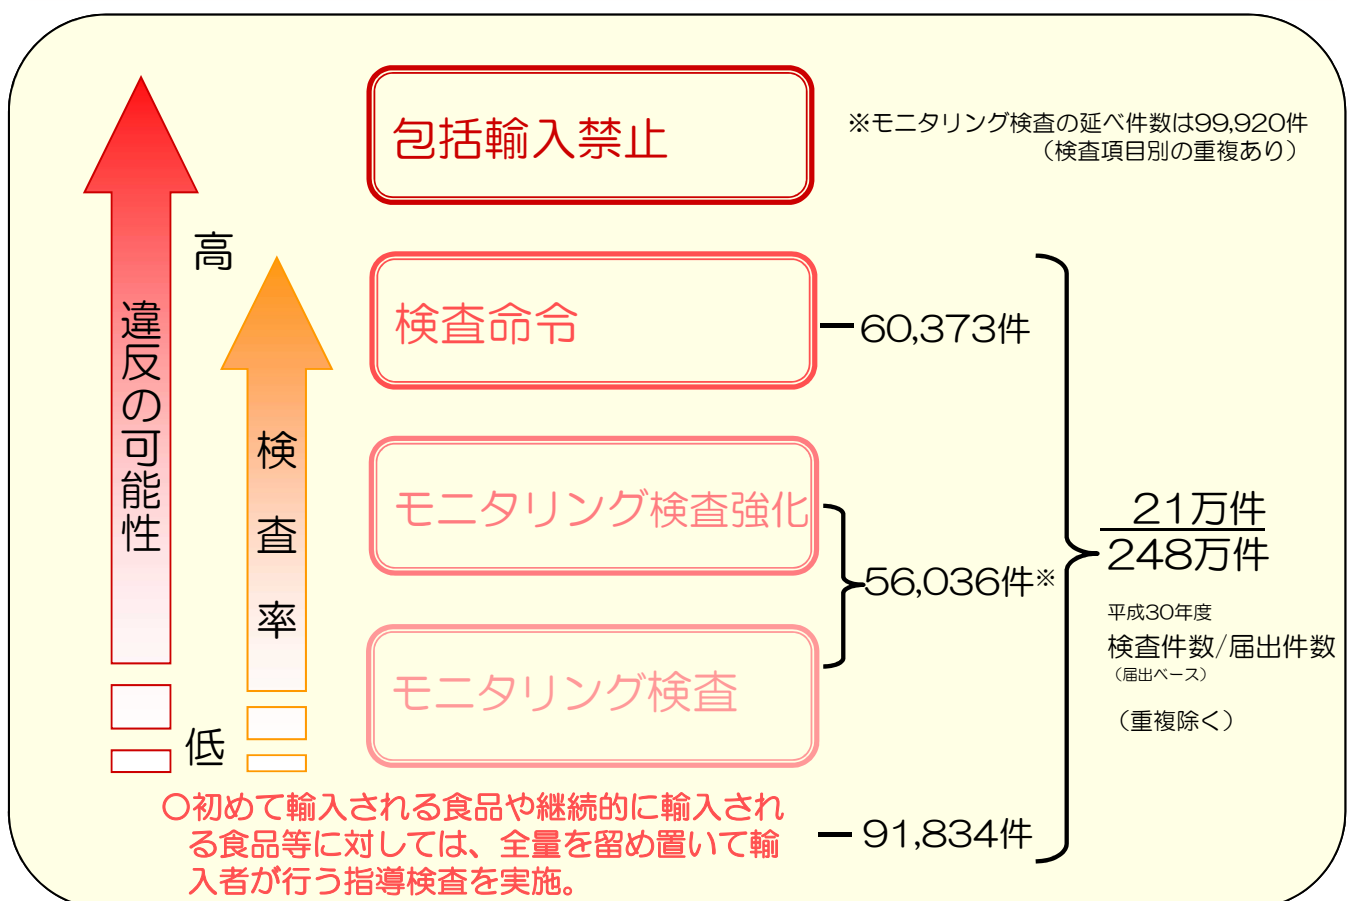 包括輸入禁止
※モニタリング検査の延べ件数は99,920件
（検査項目別の重複あり）
高
違反の可能性
検査命令
60,373件
検査率
モニタリング検査強化
21万件
248万件
56,036件※
平成30年度
検査件数/届出件数
（届出ベース）
（重複除く）
モニタリング検査
低
○初めて輸入される食品や継続的に輸入され
る食品等に対しては、全量を留め置いて輸
入者が行う指導検査を実施。
91,834件